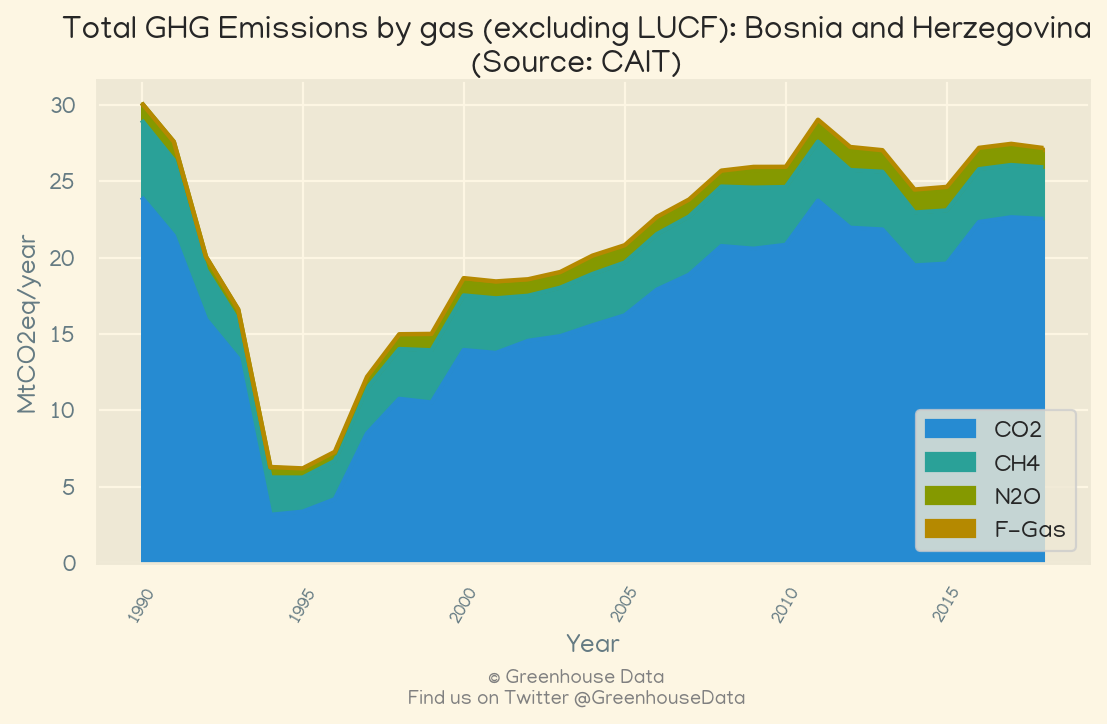 Total GHG Emissions by gas (excluding LUCF): Bosnia and Herzegovina
(Source: CAIT)
MtCO2eq/year
30
25
20
15
10
5
0
CO2
CH4
N2O
F-Gas
1990
1995
2000
2005
2010
2015
Year
© Greenhouse Data
Find us on Twitter @GreenhouseData